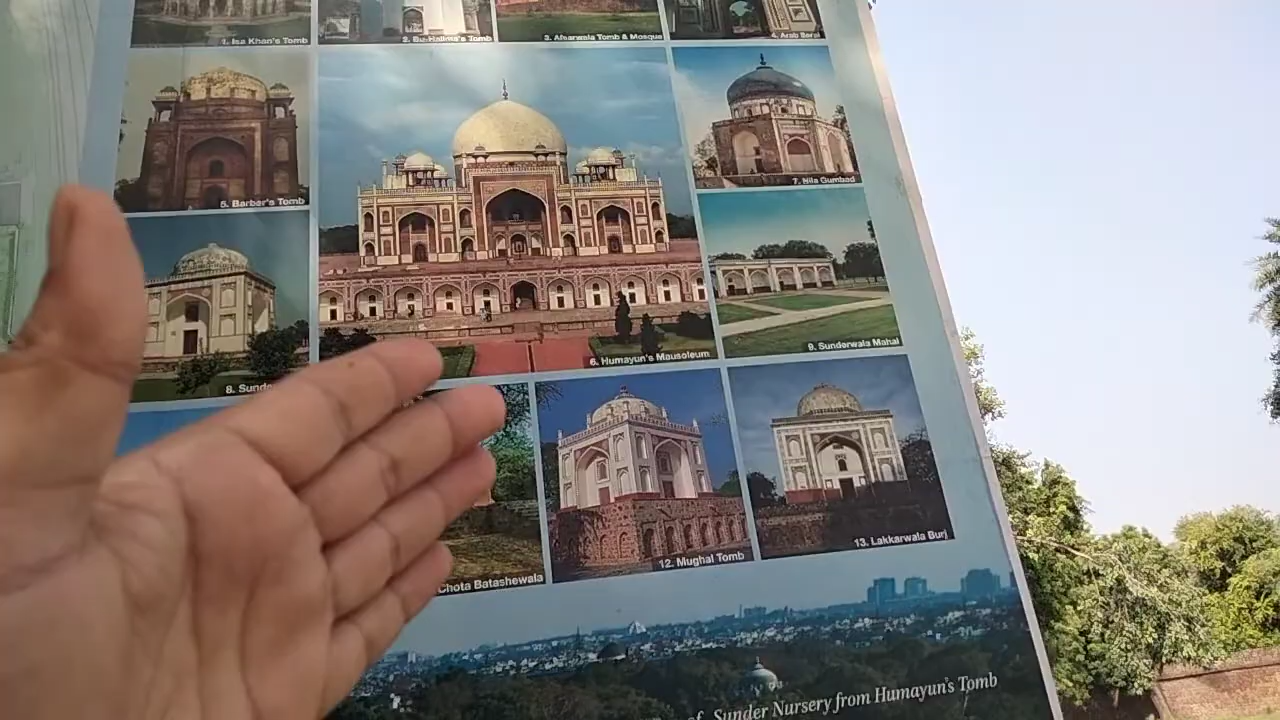 1. Isa Khan's Tomb
2. Bu-Halima's Tomb
3. Afsarwala Tomb & Mosque
4. Arab Serai
5. Barber's Tomb
6. Humayun's Mausoleum
7. Nila Gumbad
8. Sunde
9. Sunderwala Mahal
Chota Batashewala
12. Mughal Tomb
13. Lakkarwala Burj
of Sunder Nursery from Humayun's Tomb